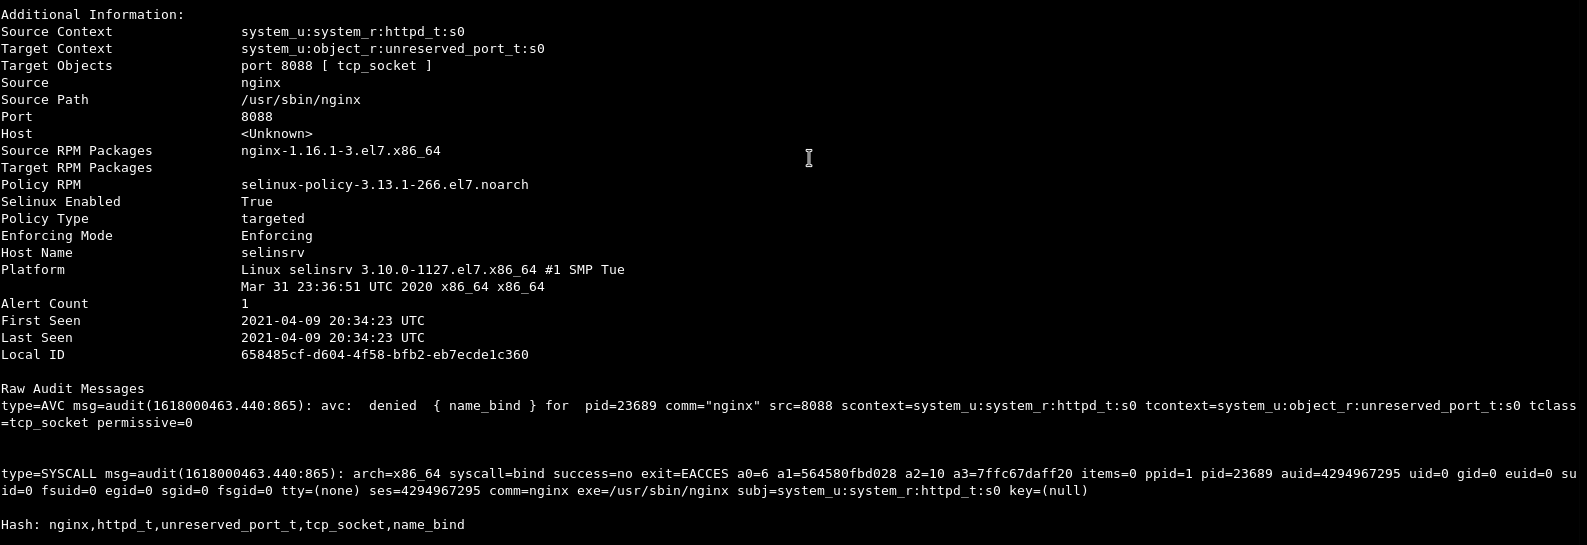 Additional Information:
Source Context                system_u:system_r:httpd_t:s0
Target Context                system_u:object_r:unreserved_port_t:s0
Target Objects                port 8088 [ tcp_socket ]
Source                        nginx
Source Path                   /usr/sbin/nginx
Port                          8088
Host                          <Unknown>
Source RPM Packages           nginx-1.16.1-3.el7.x86_64
Target RPM Packages
Policy RPM                    selinux-policy-3.13.1-266.el7.noarch
Selinux Enabled               True
Policy Type                   targeted
Enforcing Mode                Enforcing
Host Name                     selinsrv
Platform                      Linux selinsrv 3.10.0-1127.el7.x86_64 #1 SMP Tue
                              Mar 31 23:36:51 UTC 2020 x86_64 x86_64
Alert Count                   1
First Seen                    2021-04-09 20:34:23 UTC
Last Seen                     2021-04-09 20:34:23 UTC
Local ID                      658485cf-d604-4f58-bfb2-eb7ecde1c360

Raw Audit Messages
type=AVC msg=audit(1618000463.440:865): avc:  denied  { name_bind } for  pid=23689 comm="nginx" src=8088 scontext=system_u:system_r:httpd_t:s0 tcontext=system_u:object_r:unreserved_port_t:s0 tclass
=tcp_socket permissive=0


type=SYSCALL msg=audit(1618000463.440:865): arch=x86_64 syscall=bind success=no exit=EACCES a0=6 a1=564580fbd028 a2=10 a3=7ffc67daff20 items=0 ppid=1 pid=23689 auid=4294967295 uid=0 gid=0 euid=0 su
id=0 fsuid=0 egid=0 sgid=0 fsgid=0 tty=(none) ses=4294967295 comm=nginx exe=/usr/sbin/nginx subj=system_u:system_r:httpd_t:s0 key=(null)

Hash: nginx,httpd_t,unreserved_port_t,tcp_socket,name_bind